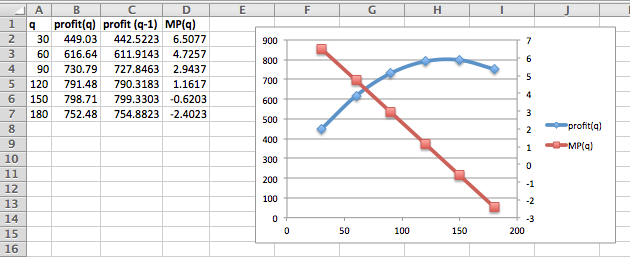 A B C D E F G H I J
1 q profit(q) profit (q-1) MP(q)
2 30 449.03 442.5223 6.5077
3 60 616.64 611.9143 4.7257
4 90 730.79 727.8463 2.9437
5 120 791.48 790.3183 1.1617
6 150 798.71 799.3303 -0.6203
7 180 752.48 754.8823 -2.4023
8
9
10
11
12
13
14
15
16
900
800
700
600
500
400
300
200
100
0
7
6
5
4
3
2
1
0
-1
-2
-3
0 50 100 150 200
profit(q)
MP(q)